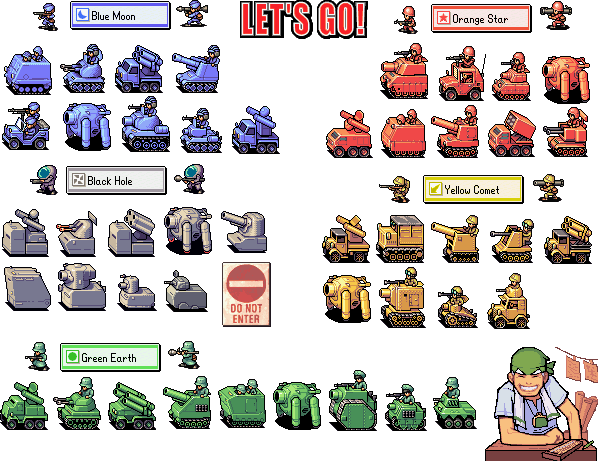 Blue Moon
LET'S GO!
Orange Star
Black Hole
Yellow Comet
DO NOT
ENTER
Green Earth